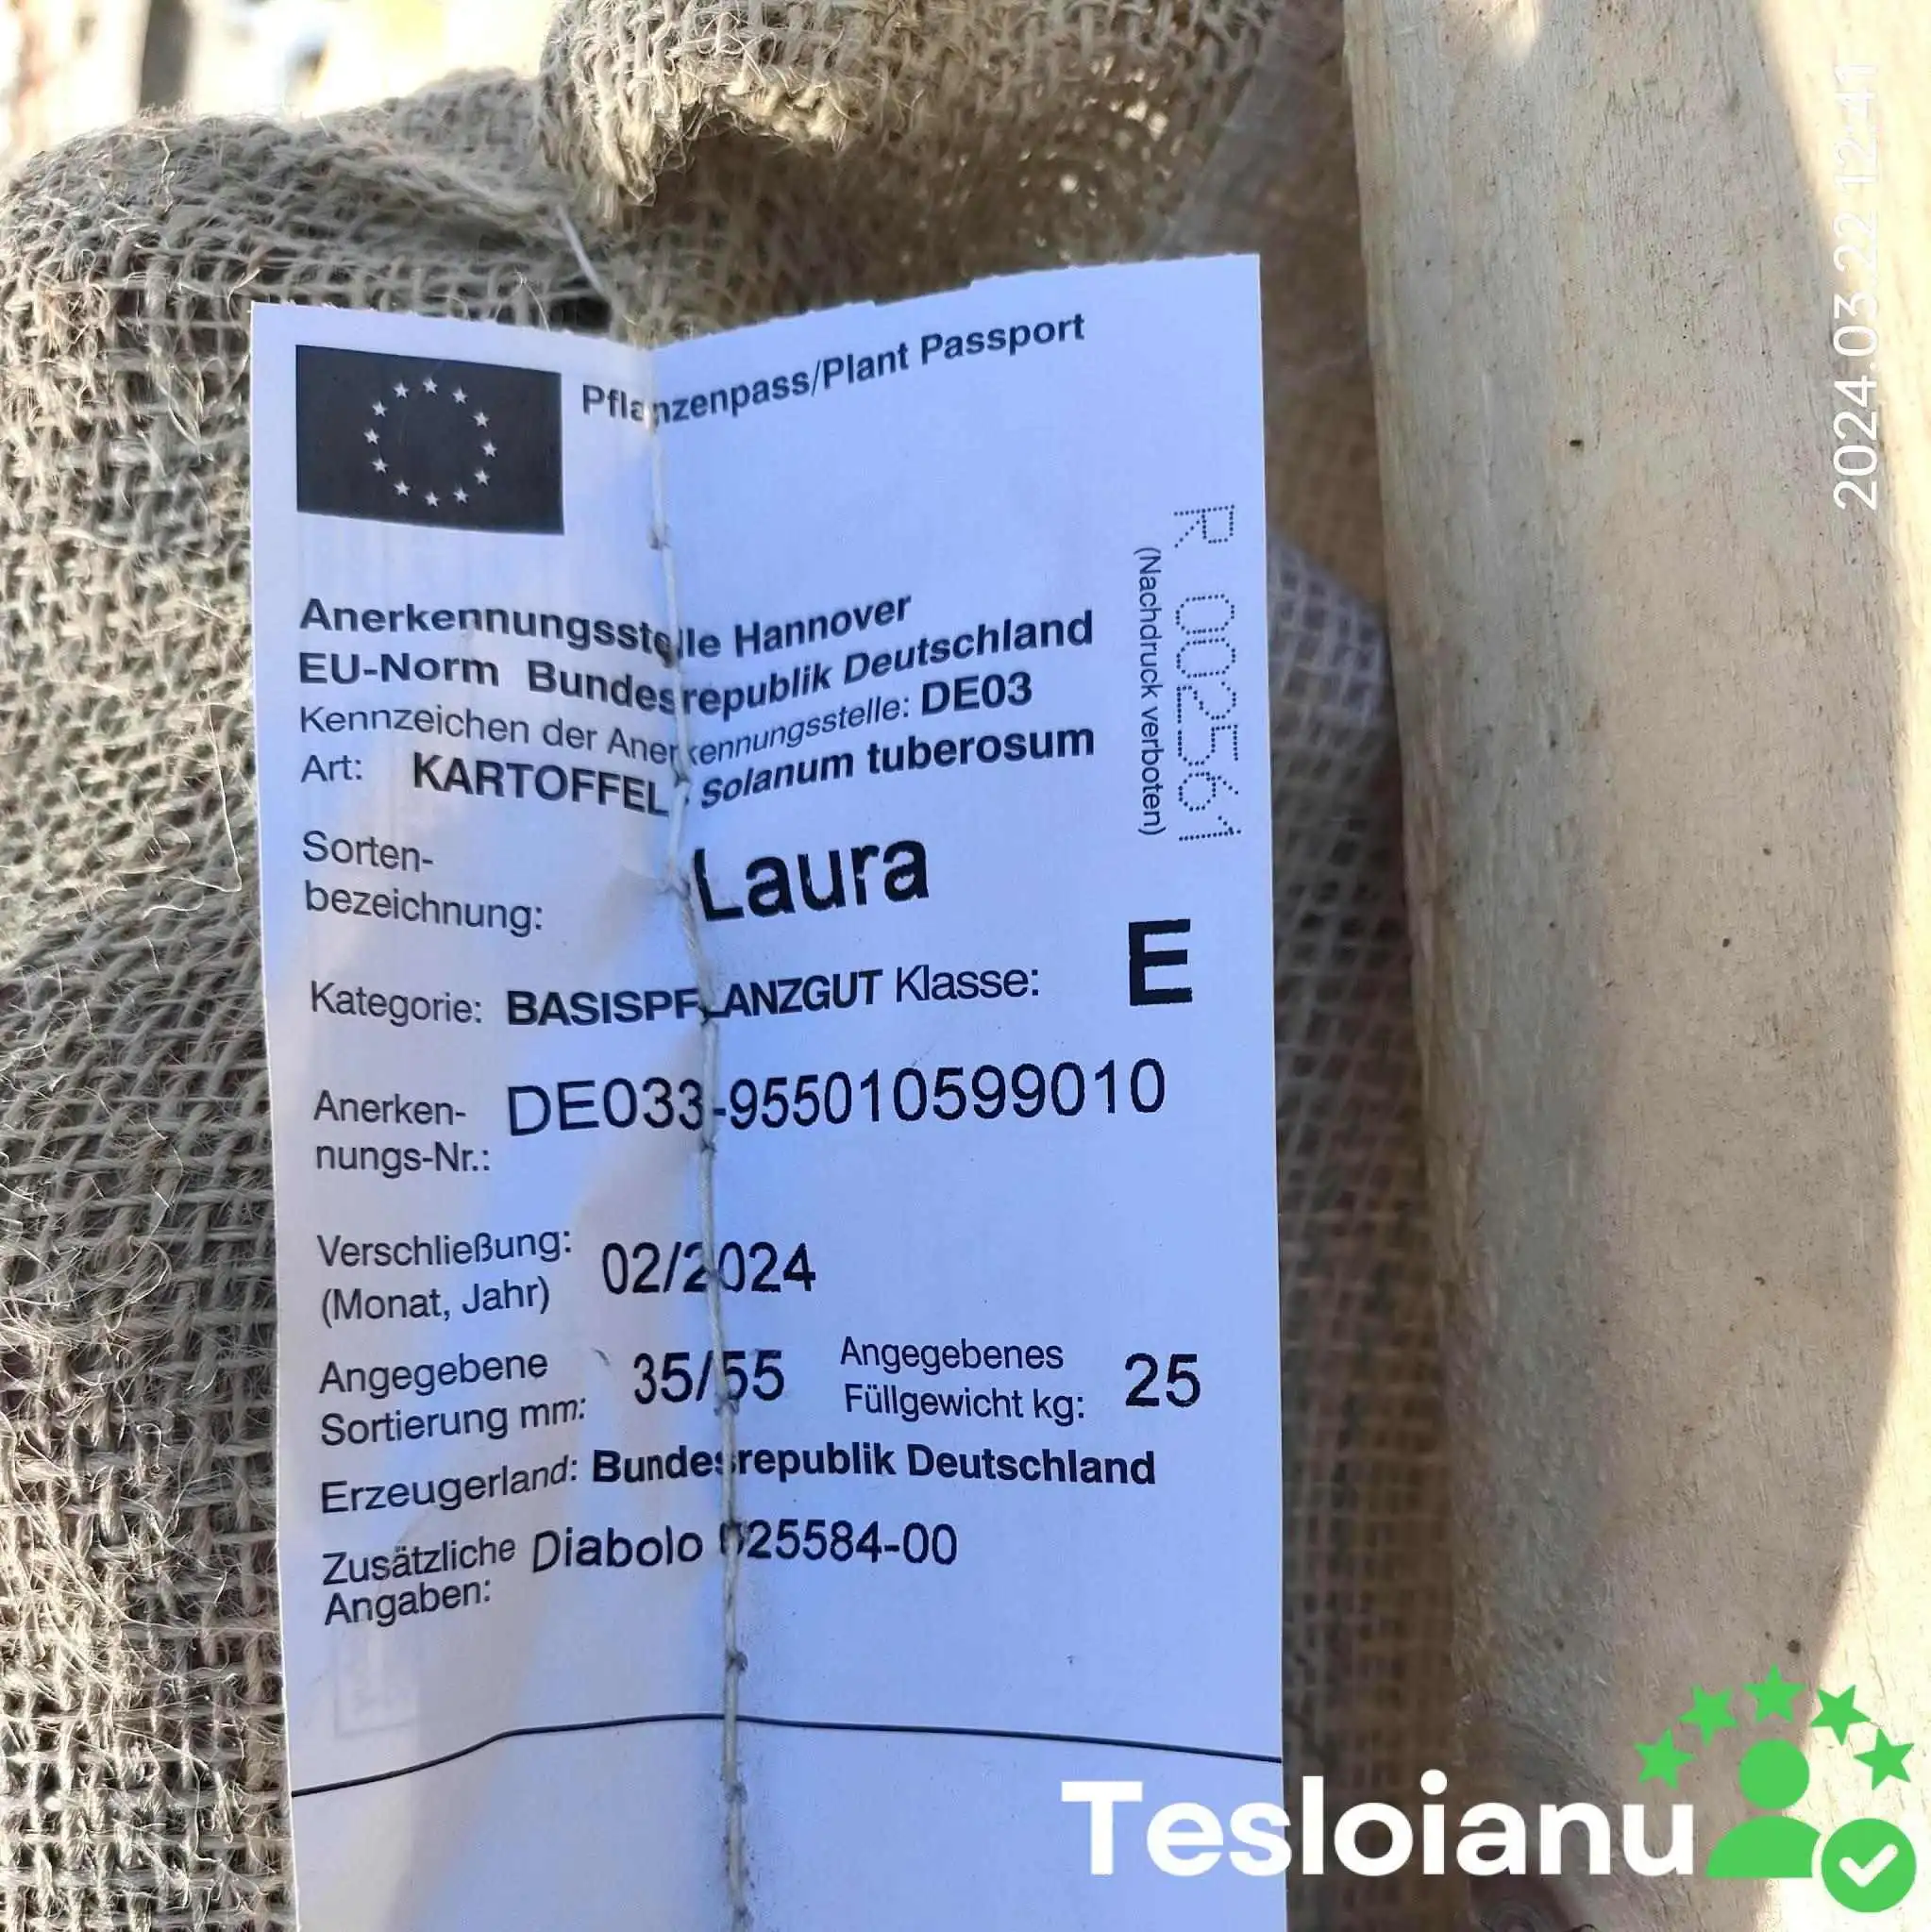 2024.03.22 12:41
Pflanzenpass/Plant Passport
R 002561
(Nachdruck verboten)
Anerkennungsstelle Hannover
EU-Norm Bundesrepublik Deutschland
Kennzeichen der Anerkennungsstelle: DE03
Art: KARTOFFEL / Solanum tuberosum
Sorten-
bezeichnung: Laura
Kategorie: BASISPFLANZGUT Klasse: E
Anerken-
nungs-Nr.: DE033-955010599010
Verschließung: 02/2024
(Monat, Jahr)
Angegebene
Sortierung mm: 35/55
Angegebenes
Füllgewicht kg: 25
Erzeugerland: Bundesrepublik Deutschland
Zusätzliche
Angaben: Diabolo 025584-00
Tesloianu